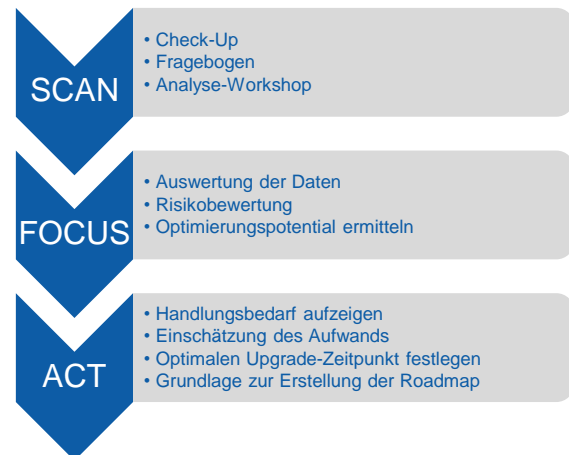 SCAN
• Check-Up
• Fragebogen
• Analyse-Workshop
FOCUS
• Auswertung der Daten
• Risikobewertung
• Optimierungspotential ermitteln
ACT
• Handlungsbedarf aufzeigen
• Einschätzung des Aufwands
• Optimalen Upgrade-Zeitpunkt festlegen
• Grundlage zur Erstellung der Roadmap